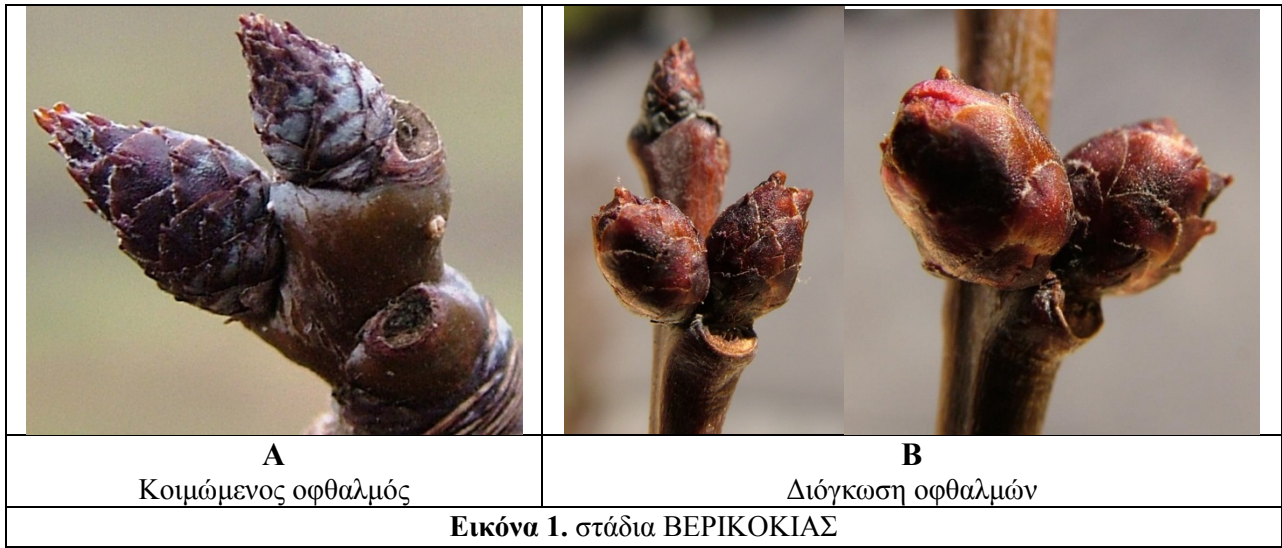 A
Κοιμώμενος οφθαλμός
B
Διόγκωση οφθαλμών
Εικόνα 1. στάδια ΒΕΡΙΚΟΚΙΑΣ